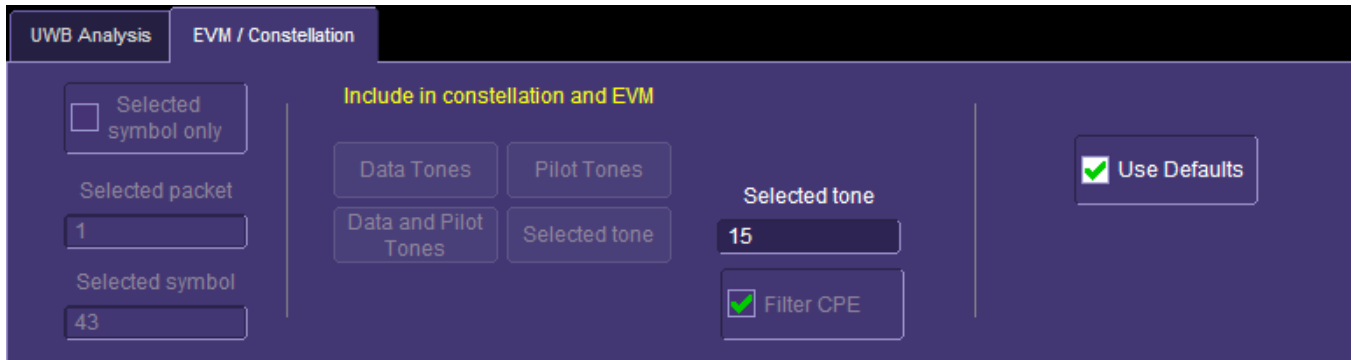 UWB Analysis
EVM / Constellation
Selected
symbol only
Selected packet
1
Selected symbol
43
Include in constellation and EVM
Data Tones
Pilot Tones
Data and Pilot
Tones
Selected tone
Selected tone
15
Filter CPE
Use Defaults